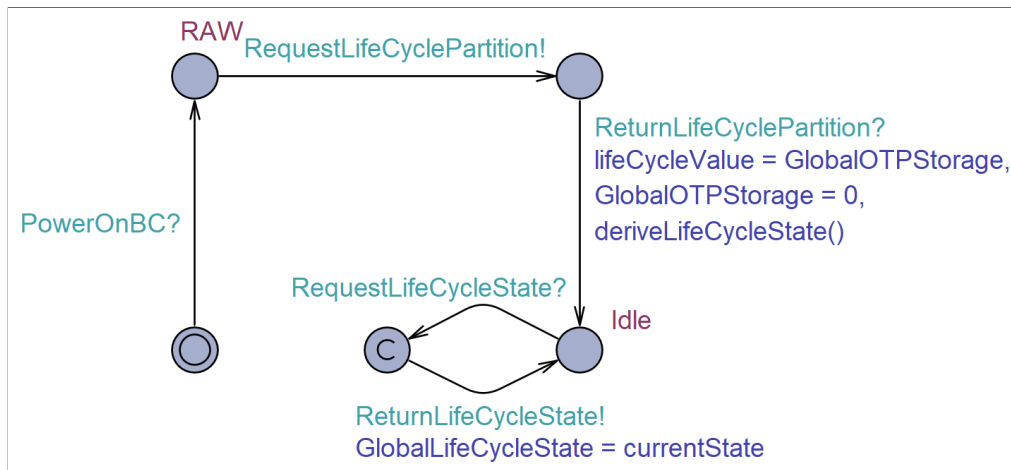 RAW
RequestLifeCyclePartition!
ReturnLifeCyclePartition?
lifeCycleValue = GlobalOTPStorage,
GlobalOTPStorage = 0,
deriveLifeCycleState()
PowerOnBC?
RequestLifeCycleState?
Idle
C
ReturnLifeCycleState!
GlobalLifeCycleState = currentState